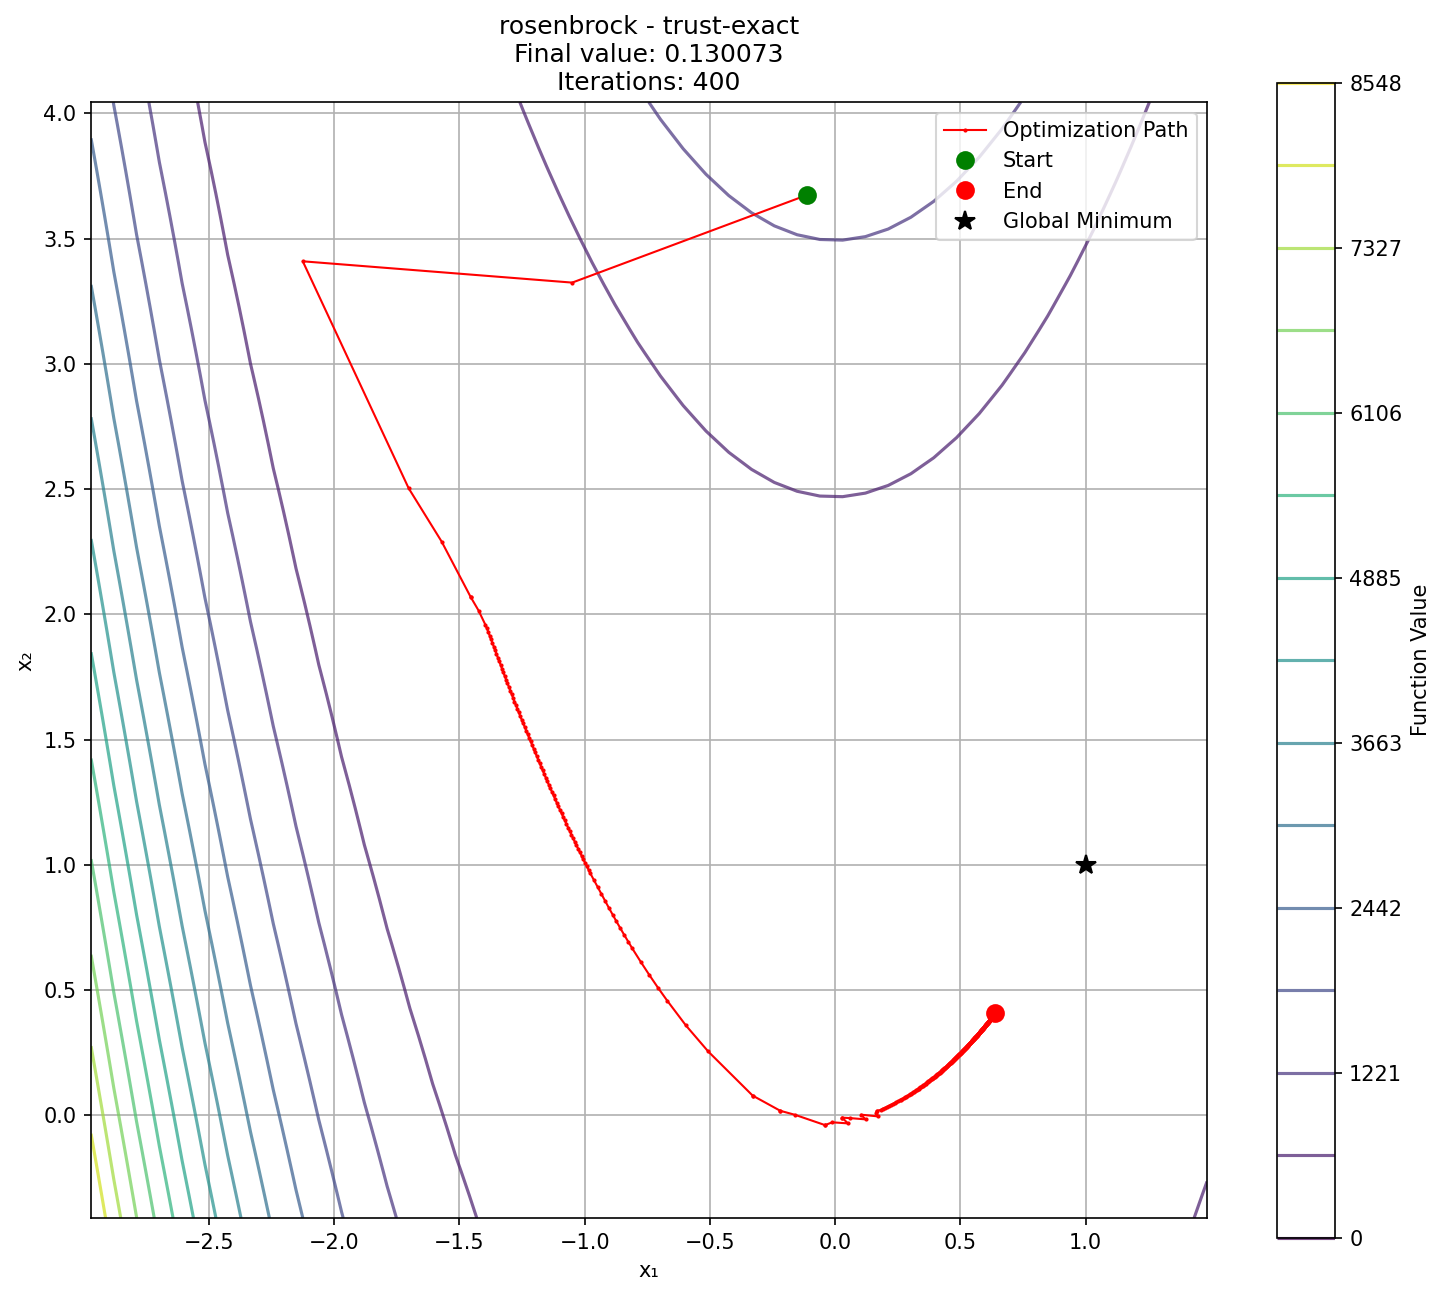 rosenbrock - trust-exact
Final value: 0.130073
Iterations: 400
Optimization Path
Start
End
Global Minimum
4.0
3.5
3.0
2.5
2.0
1.5
1.0
0.5
0.0
x₂
−2.5
−2.0
−1.5
−1.0
−0.5
0.0
0.5
1.0
x₁
8548
7327
6106
4885
3663
2442
1221
0
Function Value